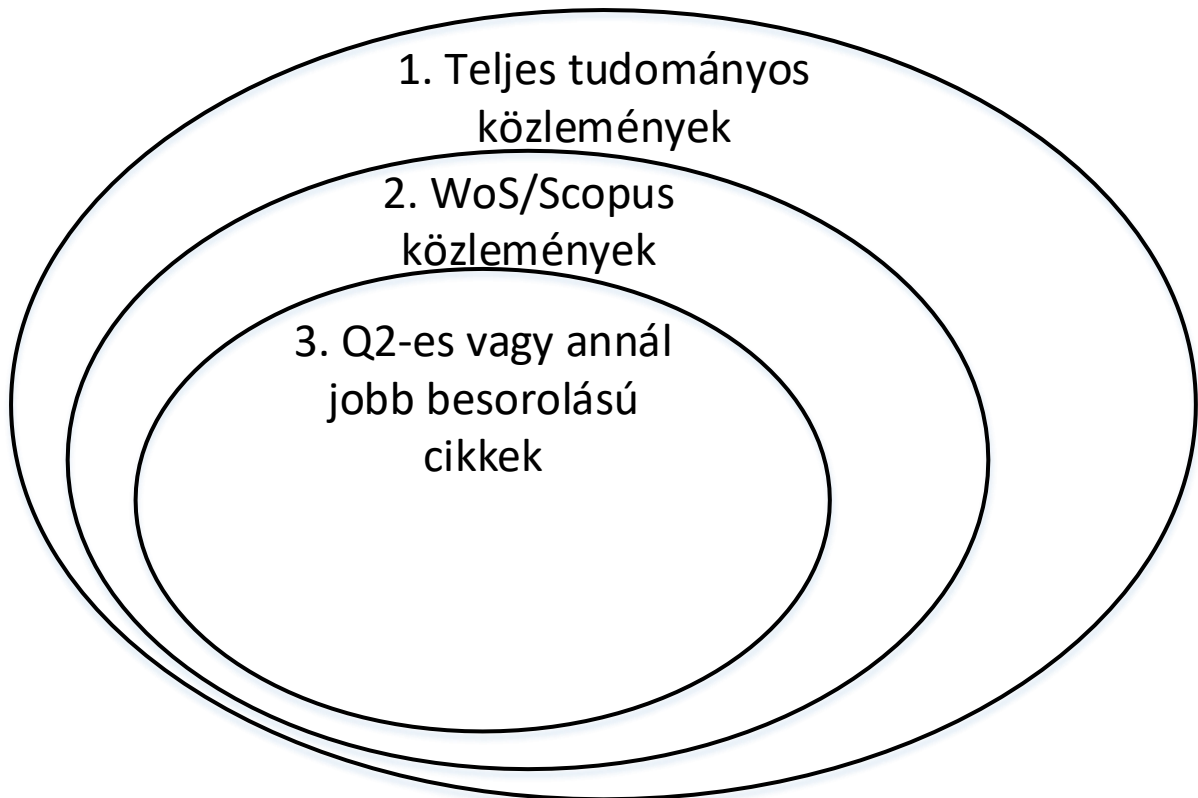 1. Teljes tudományos
közlemények
2. WoS/Scopus
közlemények
3. Q2-es vagy annál
jobb besorolású
cikkek